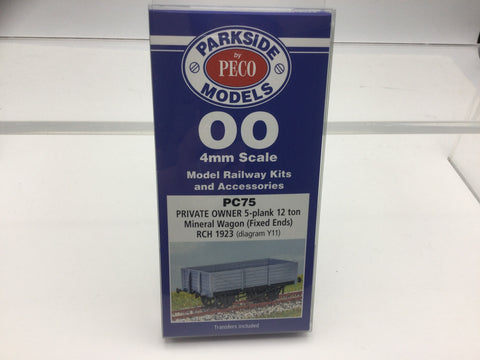 PARKSIDE
by
PECO
MODELS
OO
4mm Scale
Model Railway Kits
and Accessories
PC75
PRIVATE OWNER 5-plank 12 ton
Mineral Wagon (Fixed Ends)
RCH 1923 (diagram Y11)
Transfers included